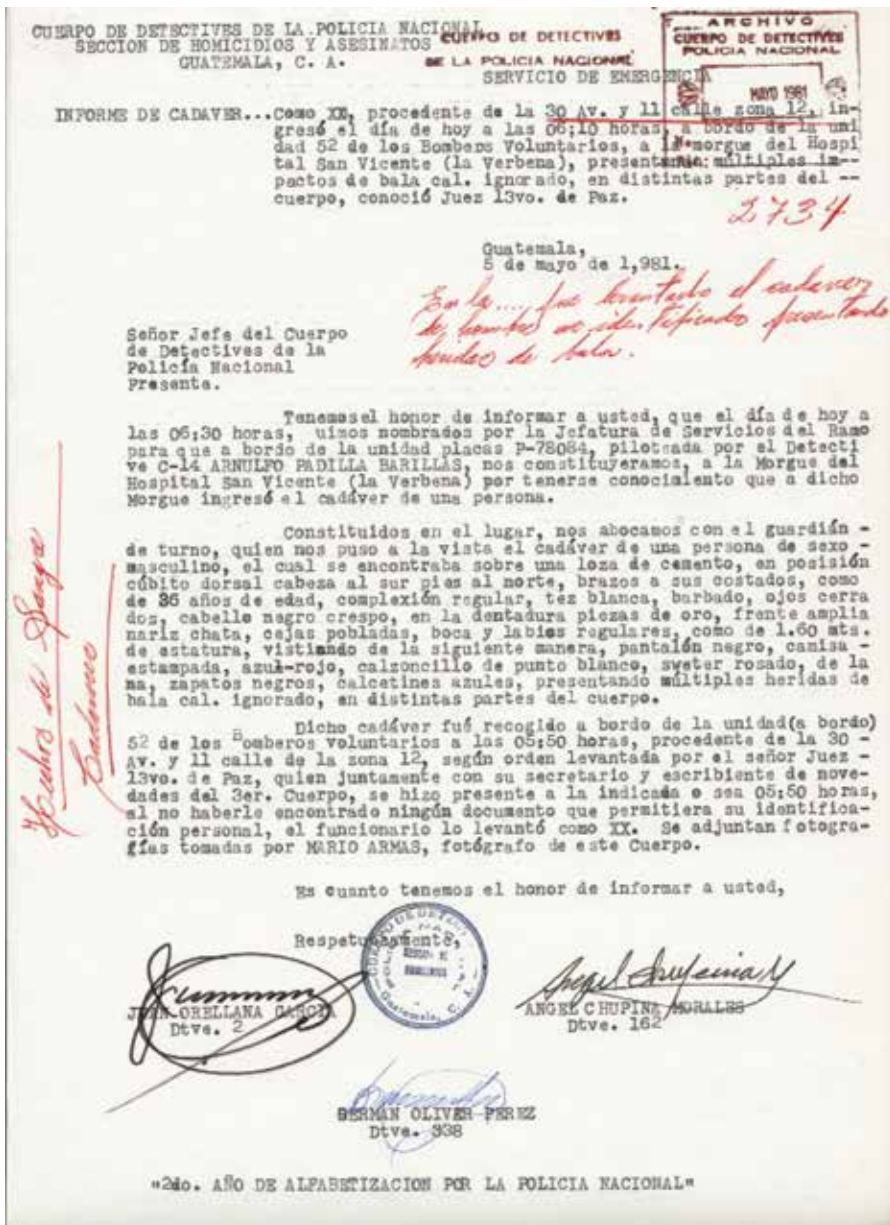 CUERPO DE DETECTIVES DE LA POLICIA NACIONAL
SECCION DE HOMICIDIOS Y ASESINATOS
GUATEMALA, C. A.
CUERPO DE DETECTIVES
DE LA POLICIA NACIONAL
SERVICIO DE EMERGENCIA
ARCHIVO
CUERPO DE DETECTIVES
POLICIA NACIONAL
MAYO 1981
INFORME DE CADAVER...Como XX, procedente de la 30 Av. y 11 calle zona 12, in-
gresó el día de hoy a las 06:10 horas, a bordo de la uni
dad 52 de los Bomberos Voluntarios, a la morgue del Hospi
tal San Vicente (la Verbena), presentaba múltiples im--
pactos de bala cal. ignorado, en distintas partes del --
cuerpo, conoció Juez 13vo. de Paz.
2734
Guatemala,
5 de mayo de 1,981.
En la.... fue levantado el cadaver
de hombre no identificado presentando
heridas de bala.
Señor Jefe del Cuerpo
de Detectives de la
Policía Nacional
Presente.
Tenemosel honor de informar a usted, que el día de hoy a
las 06:30 horas, uimos nombrados por la Jefatura de Servicios del Ramo
para que a bordo de la unidad placas P-78084, piloteada por el Detecti
ve C-14 ARNULFO PADILLA BARILLAS, nos constituyeramos, a la Morgue del
Hospital San Vicente (la Verbena) por tenerse conocimiento que a dicho
Morgue ingresó el cadáver de una persona.
Constituidos en el lugar, nos abocamos con el guardián -
de turno, quien nos puso a la vista el cadáver de una persona de sexo -
masculino, el cual se encontraba sobre una loza de cemento, en posición
cúbito dorsal cabeza al sur pies al norte, brazos a sus costados, como
de 36 años de edad, complexión regular, tez blanca, barbado, ojos cerra
dos, cabello negro crespo, en la dentadura piezas de oro, frente amplia
nariz chata, cejas pobladas, boca y labios regulares, como de 1.60 mts.
de estatura, vistiendo de la siguiente manera, pantalón negro, camisa -
estampada, azul-rojo, calzoncillo de punto blanco, sweter rosado, de la
na, zapatos negros, calcetines azules, presentando múltiples heridas de
bala cal. ignorado, en distintas partes del cuerpo.
Dicho cadáver fué recogido a bordo de la unidad(a bordo)
52 de los Bomberos voluntarios a las 05:50 horas, procedente de la 30 -
Av. y 11 calle de la zona 12, según orden levantada por el señor Juez -
13vo. de Paz, quien juntamente con su secretario y escribiente de nove-
dades del 3er. Cuerpo, se hizo presente a la indicada o sea 05:50 horas,
al no haberle encontrado ningún documento que permitiera su identifica-
ción personal, el funcionario lo levantó como XX. Se adjuntan fotogra-
fías tomadas por MARIO ARMAS, fotógrafo de este Cuerpo.
Hechos de Sangre
Cadaveres
Es cuanto tenemos el honor de informar a usted,
Respetuosamente,
CUERPO DE DETECTIVES
POLICIA NACIONAL
Guatemala, C. A.
JUAN ORELLANA GARCIA
Dtve. 2
ANGEL CHUPINA MORALES
Dtve. 162
GERMAN OLIVER PEREZ
Dtve. 338
"2do. AÑO DE ALFABETIZACION POR LA POLICIA NACIONAL"